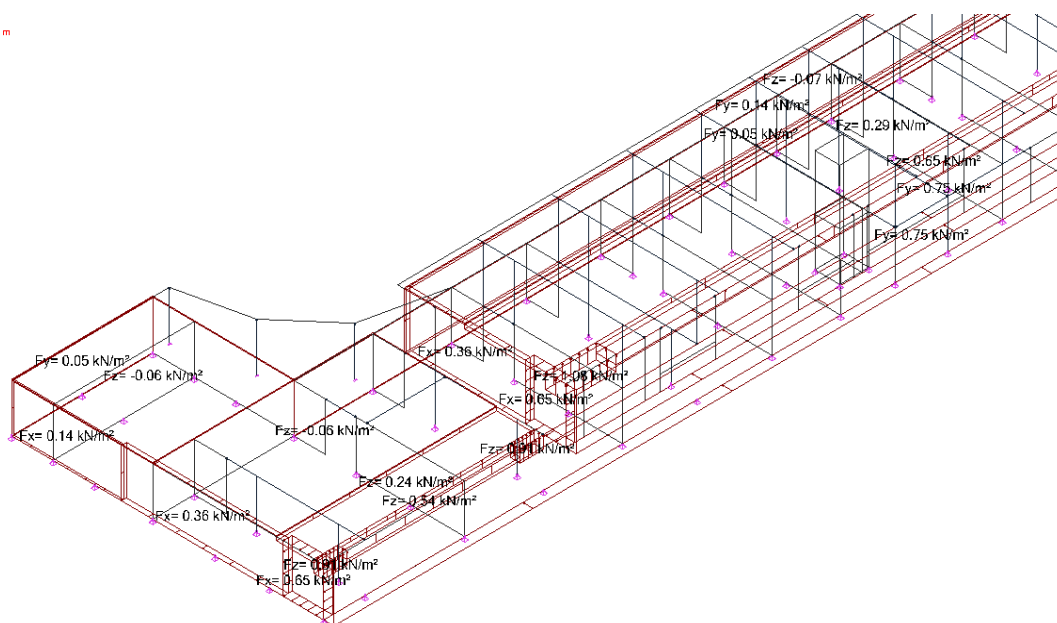 m
Fz= -0.07 kN/m²
Fy= 0.14 kN/m²
Fz= 0.29 kN/m²
Fy= 0.05 kN/m²
Fz= 0.65 kN/m²
Fy= 0.75 kN/m²
Fy= 0.75 kN/m²
Fx= 0.36 kN/m²
Fy= 0.05 kN/m²
Fz= -0.06 kN/m²
Fx= 0.65 kN/m²
Fz= -0.06 kN/m²
Fx= 0.14 kN/m²
Fz= 0.24 kN/m²
Fz= 0.54 kN/m²
Fx= 0.36 kN/m²
Fx= 0.65 kN/m²